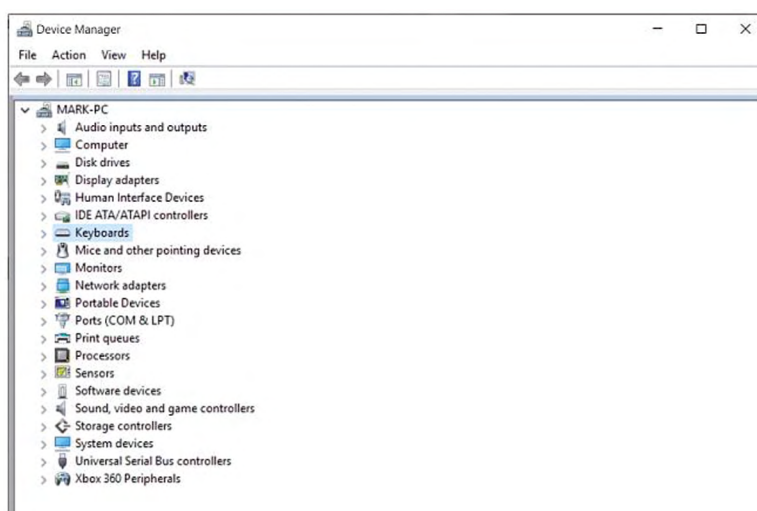 Device Manager
File Action View Help
MARK-PC
Audio inputs and outputs
Computer
Disk drives
Display adapters
Human Interface Devices
IDE ATA/ATAPI controllers
Keyboards
Mice and other pointing devices
Monitors
Network adapters
Portable Devices
Ports (COM & LPT)
Print queues
Processors
Sensors
Software devices
Sound, video and game controllers
Storage controllers
System devices
Universal Serial Bus controllers
Xbox 360 Peripherals